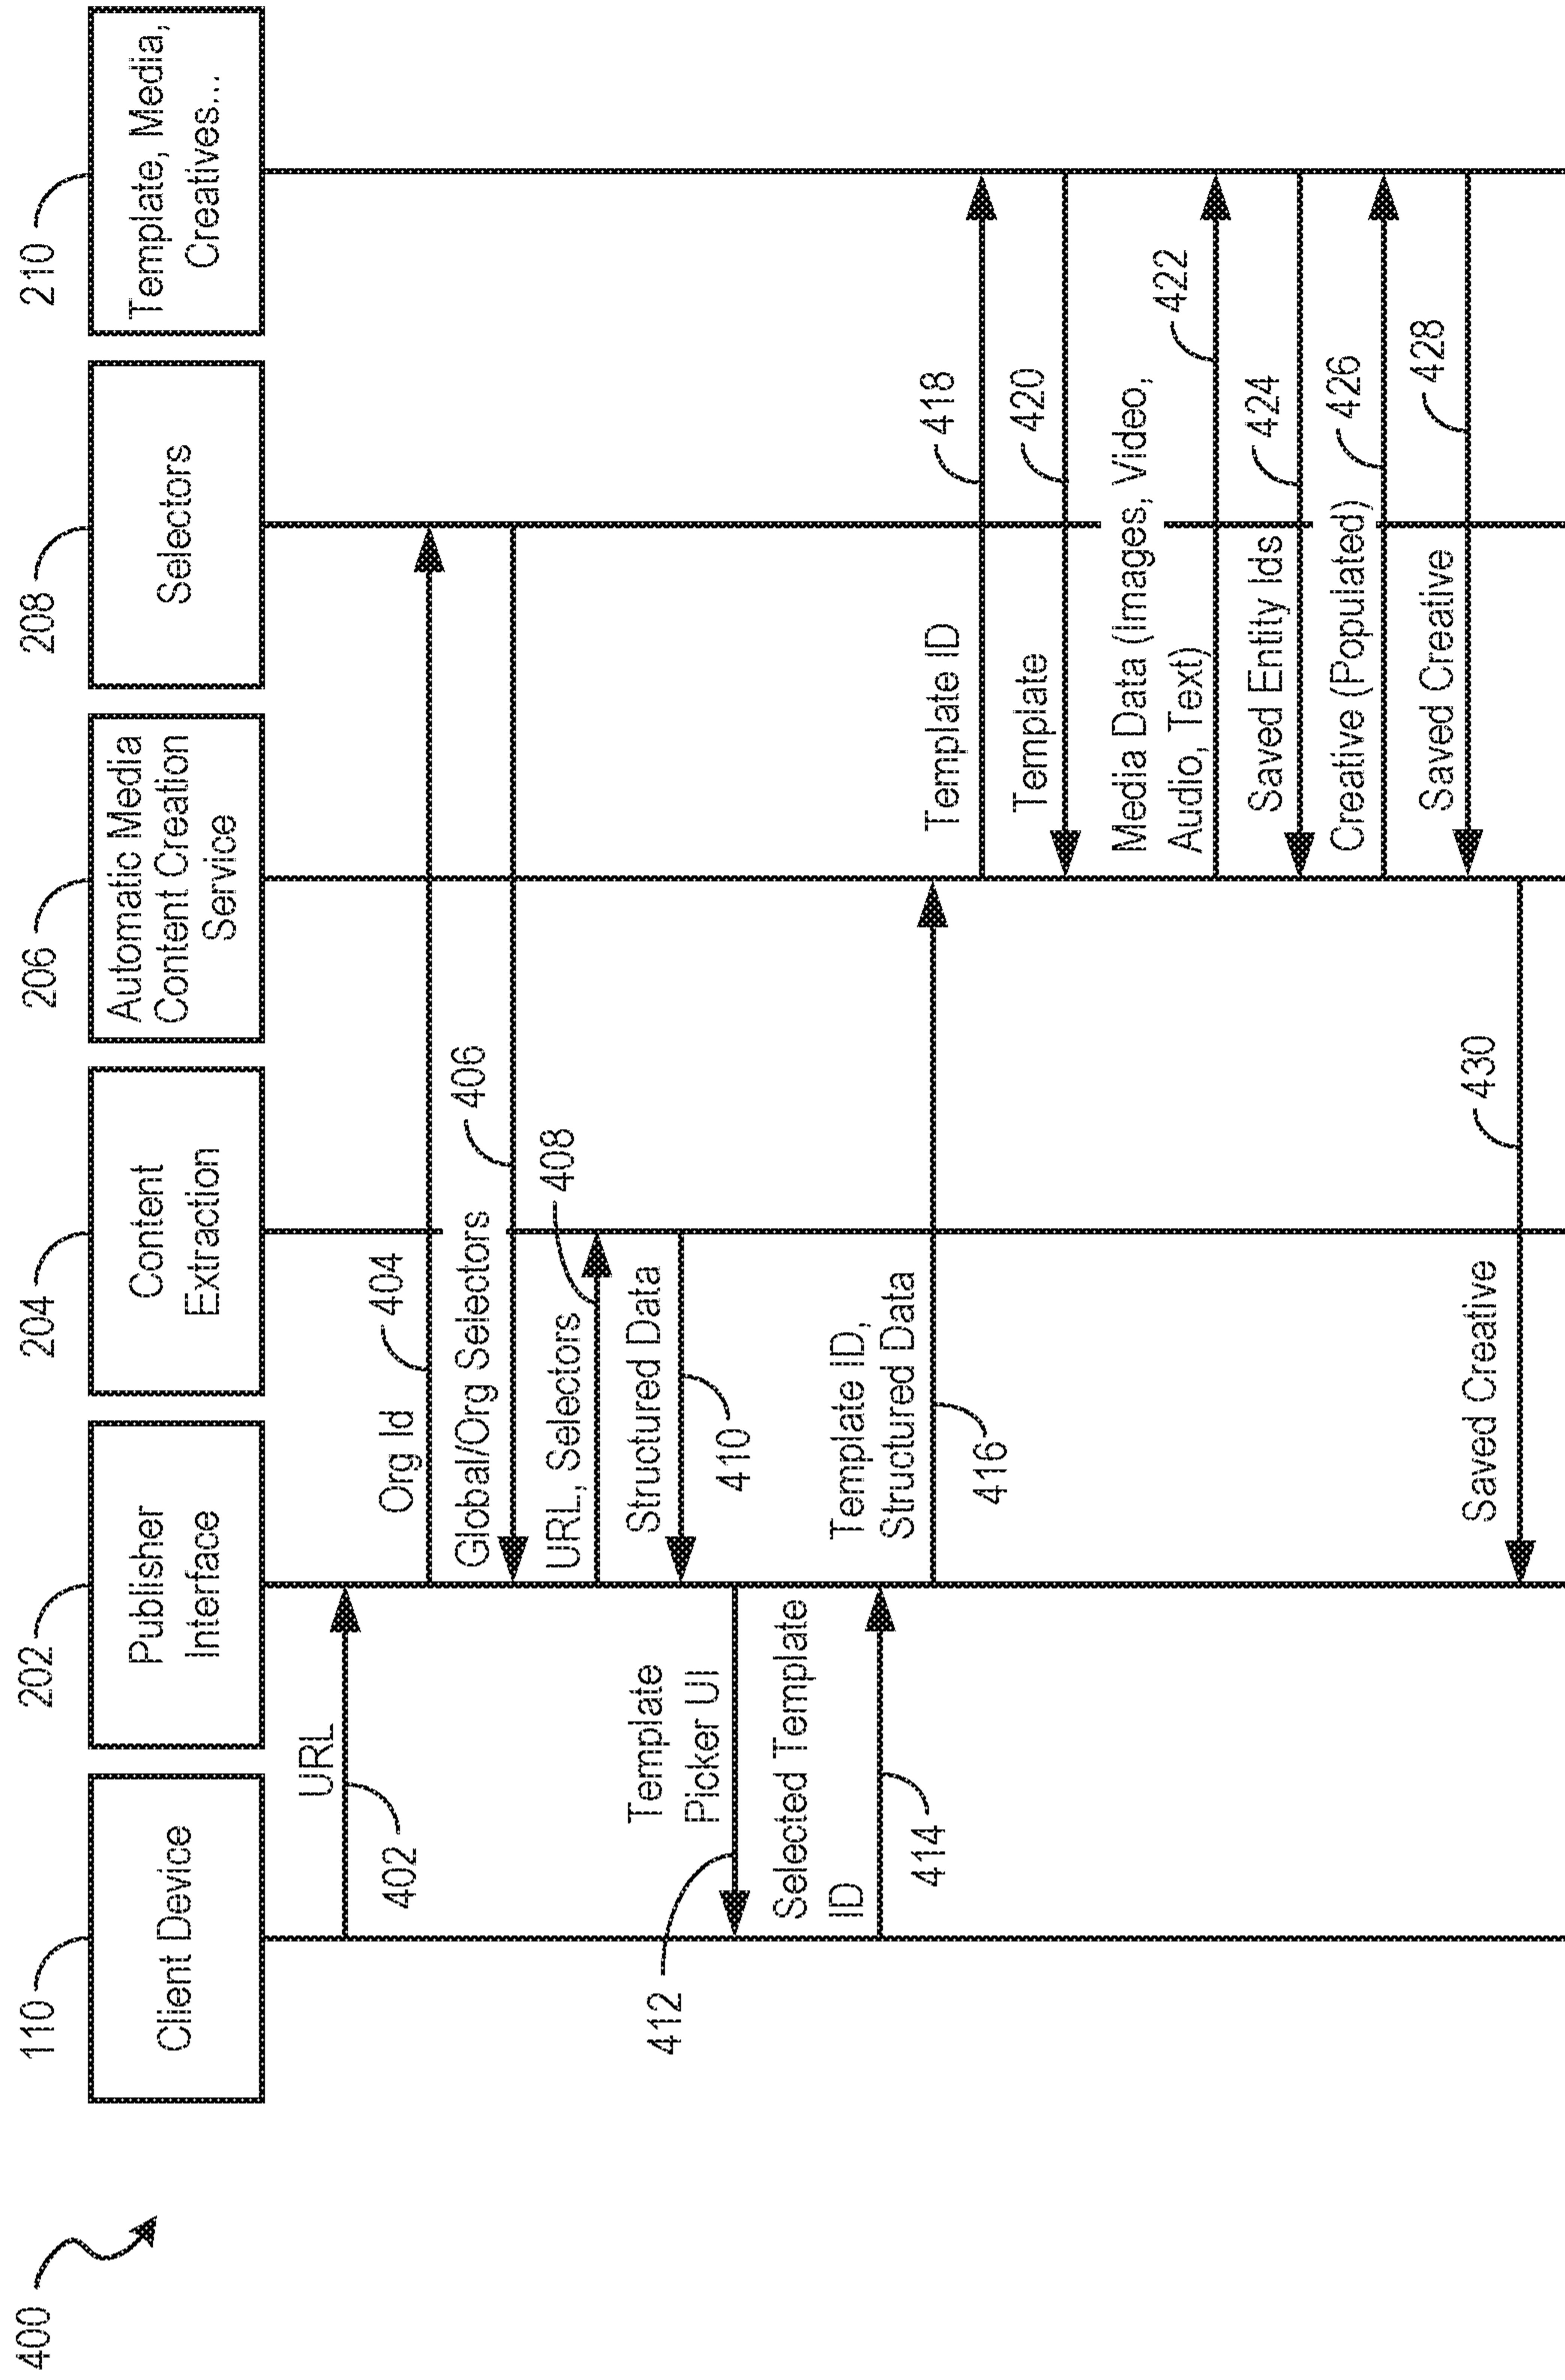 400
110
202
204
206
208
210
Client Device
Publisher
Interface
Content
Extraction
Automatic Media
Content Creation
Service
Selectors
Template, Media,
Creatives...
URL
402
Org Id
404
Global/Org Selectors
406
URL, Selectors
408
Structured Data
410
Template
Picker UI
412
Selected Template
ID
414
Template ID,
Structured Data
416
Template ID
418
Template
420
Media Data (Images, Video,
Audio, Text)
422
Saved Entity Ids
424
Creative (Populated)
426
Saved Creative
428
Saved Creative
430